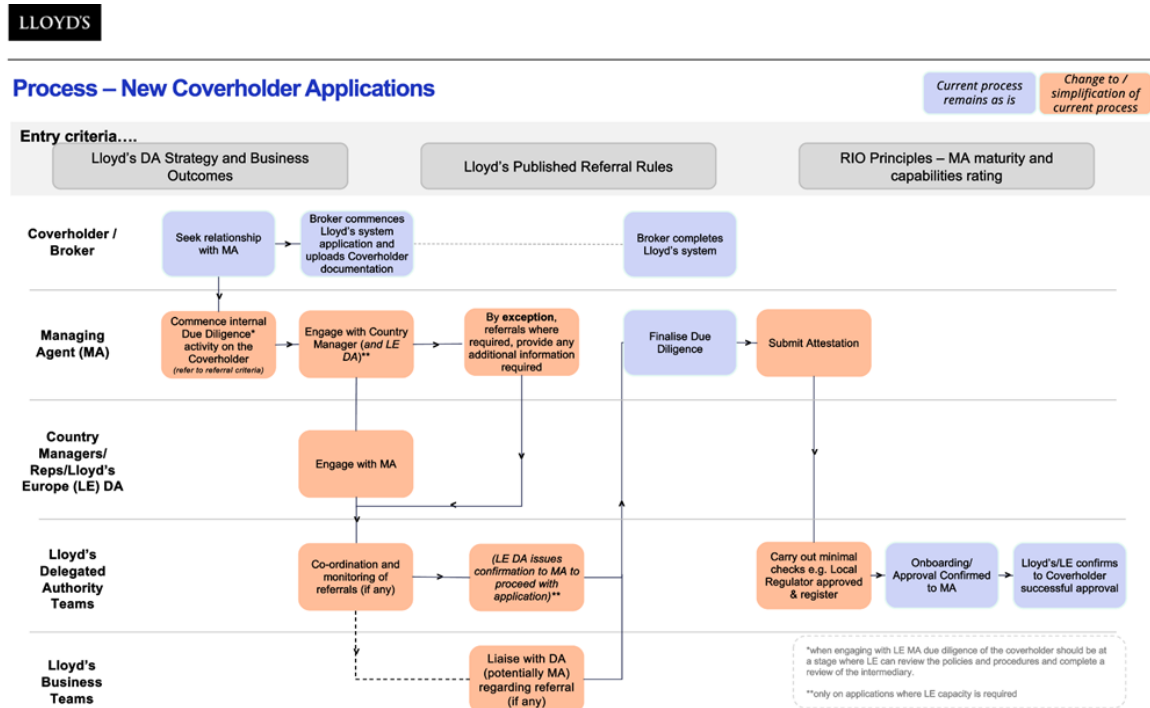 LLOYD'S
Process – New Coverholder Applications
Current process
remains as is
Change to /
simplification of
current process
Entry criteria....
Lloyd's DA Strategy and Business
Outcomes
Lloyd's Published Referral Rules
RIO Principles – MA maturity and
capabilities rating
Coverholder /
Broker
Seek relationship
with MA
Broker commences
Lloyd's system
application and
uploads Coverholder
documentation
Broker completes
Lloyd's system
Managing
Agent (MA)
Commence internal
Due Diligence*
activity on the
Coverholder
(refer to referral criteria)
Engage with Country
Manager (and LE
DA)**
By exception,
referrals where
required, provide any
additional information
required
Finalise Due
Diligence
Submit Attestation
Country
Managers/
Reps/Lloyd's
Europe (LE) DA
Engage with MA
Lloyd's
Delegated
Authority
Teams
Co-ordination and
monitoring of
referrals (if any)
(LE DA issues
confirmation to MA to
proceed with
application)**
Carry out minimal
checks e.g. Local
Regulator approved
& register
Onboarding/
Approval Confirmed
to MA
Lloyd's/LE confirms
to Coverholder
successful approval
Lloyd's
Business
Teams
Liaise with DA
(potentially MA)
regarding referral
(if any)
*when engaging with LE MA due diligence of the coverholder should be at
a stage where LE can review the policies and procedures and complete a
review of the intermediary.
**only on applications where LE capacity is required